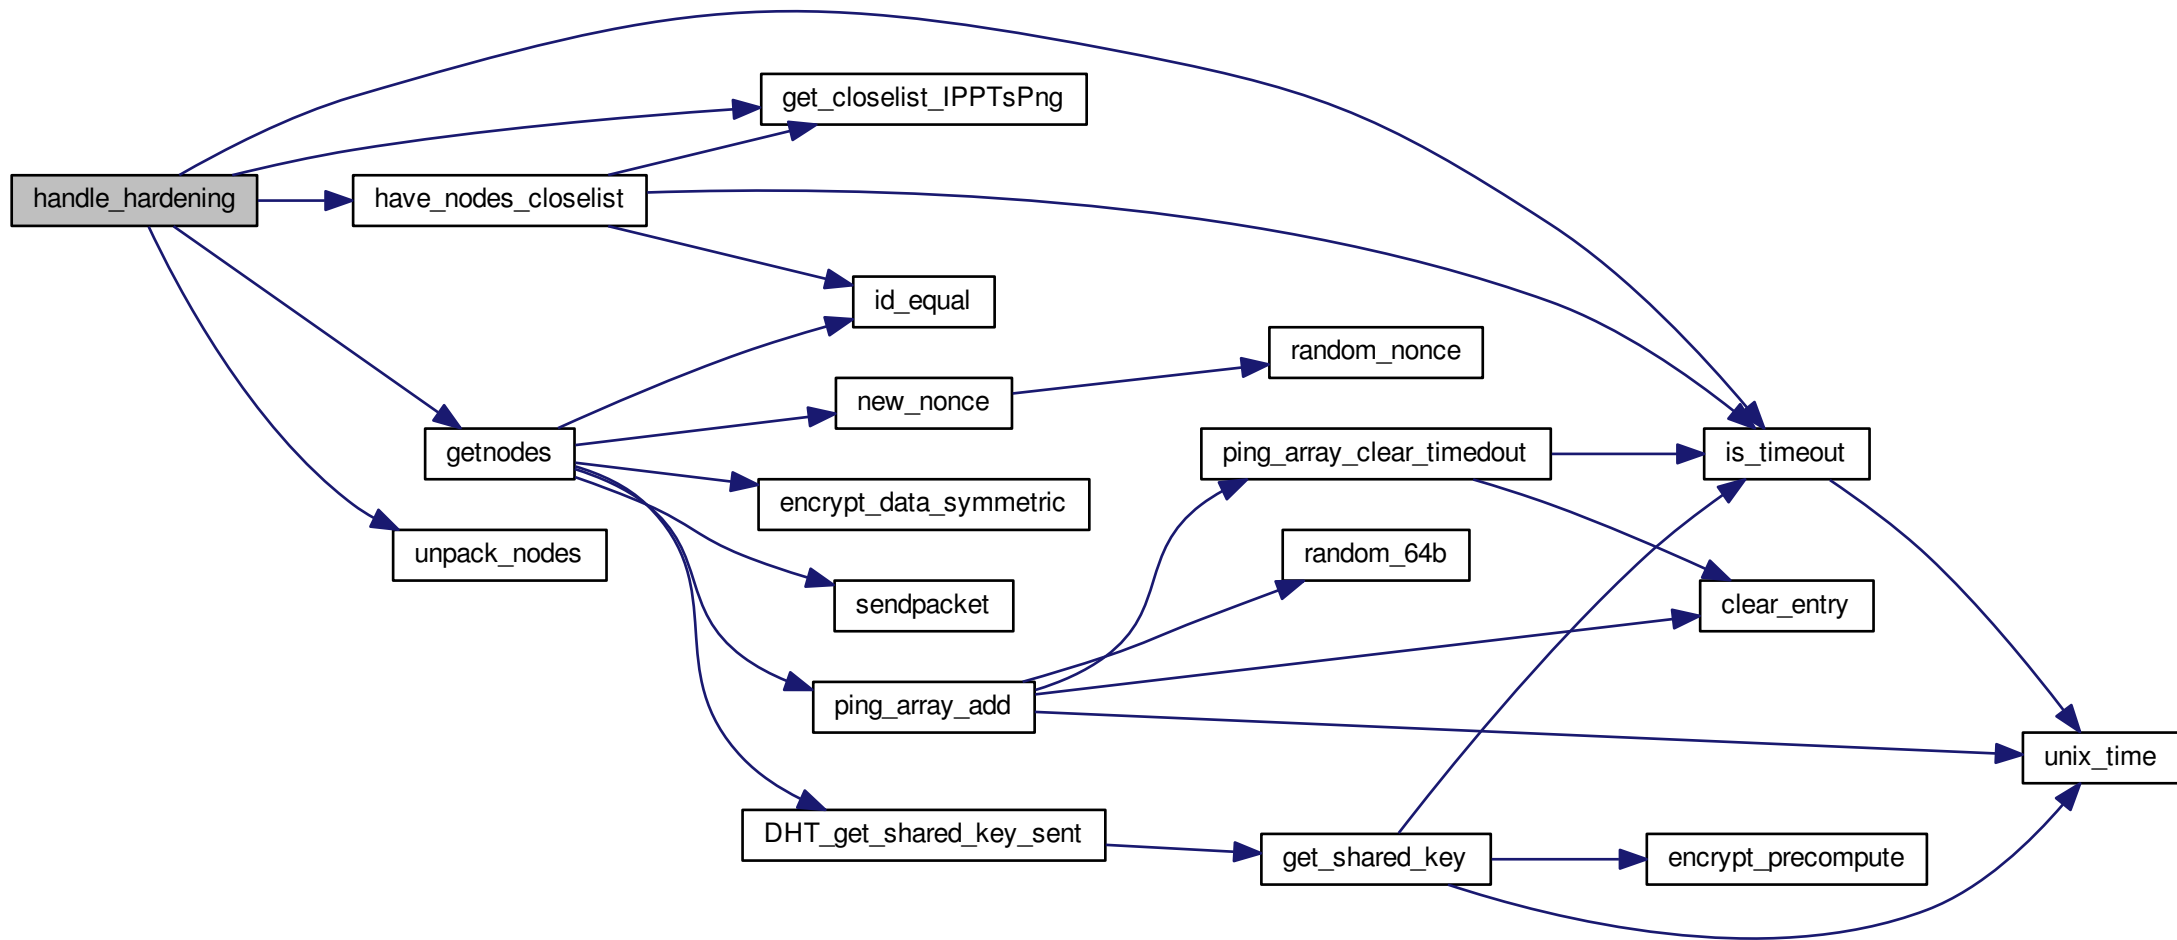 get_closelist_IPPTsPng
handle_hardening
have_nodes_closelist
id_equal
random_nonce
new_nonce
getnodes
ping_array_clear_timedout
is_timeout
encrypt_data_symmetric
unpack_nodes
random_64b
sendpacket
clear_entry
ping_array_add
unix_time
DHT_get_shared_key_sent
get_shared_key
encrypt_precompute